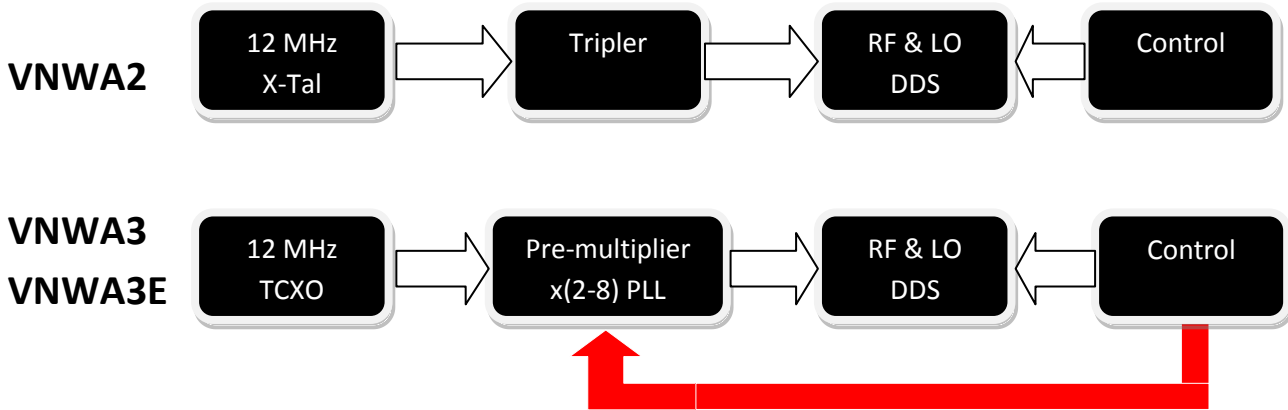 VNWA2
12 MHz
X-Tal
Tripler
RF & LO
DDS
Control
VNWA3
VNWA3E
12 MHz
TCXO
Pre-multiplier
x(2-8) PLL
RF & LO
DDS
Control